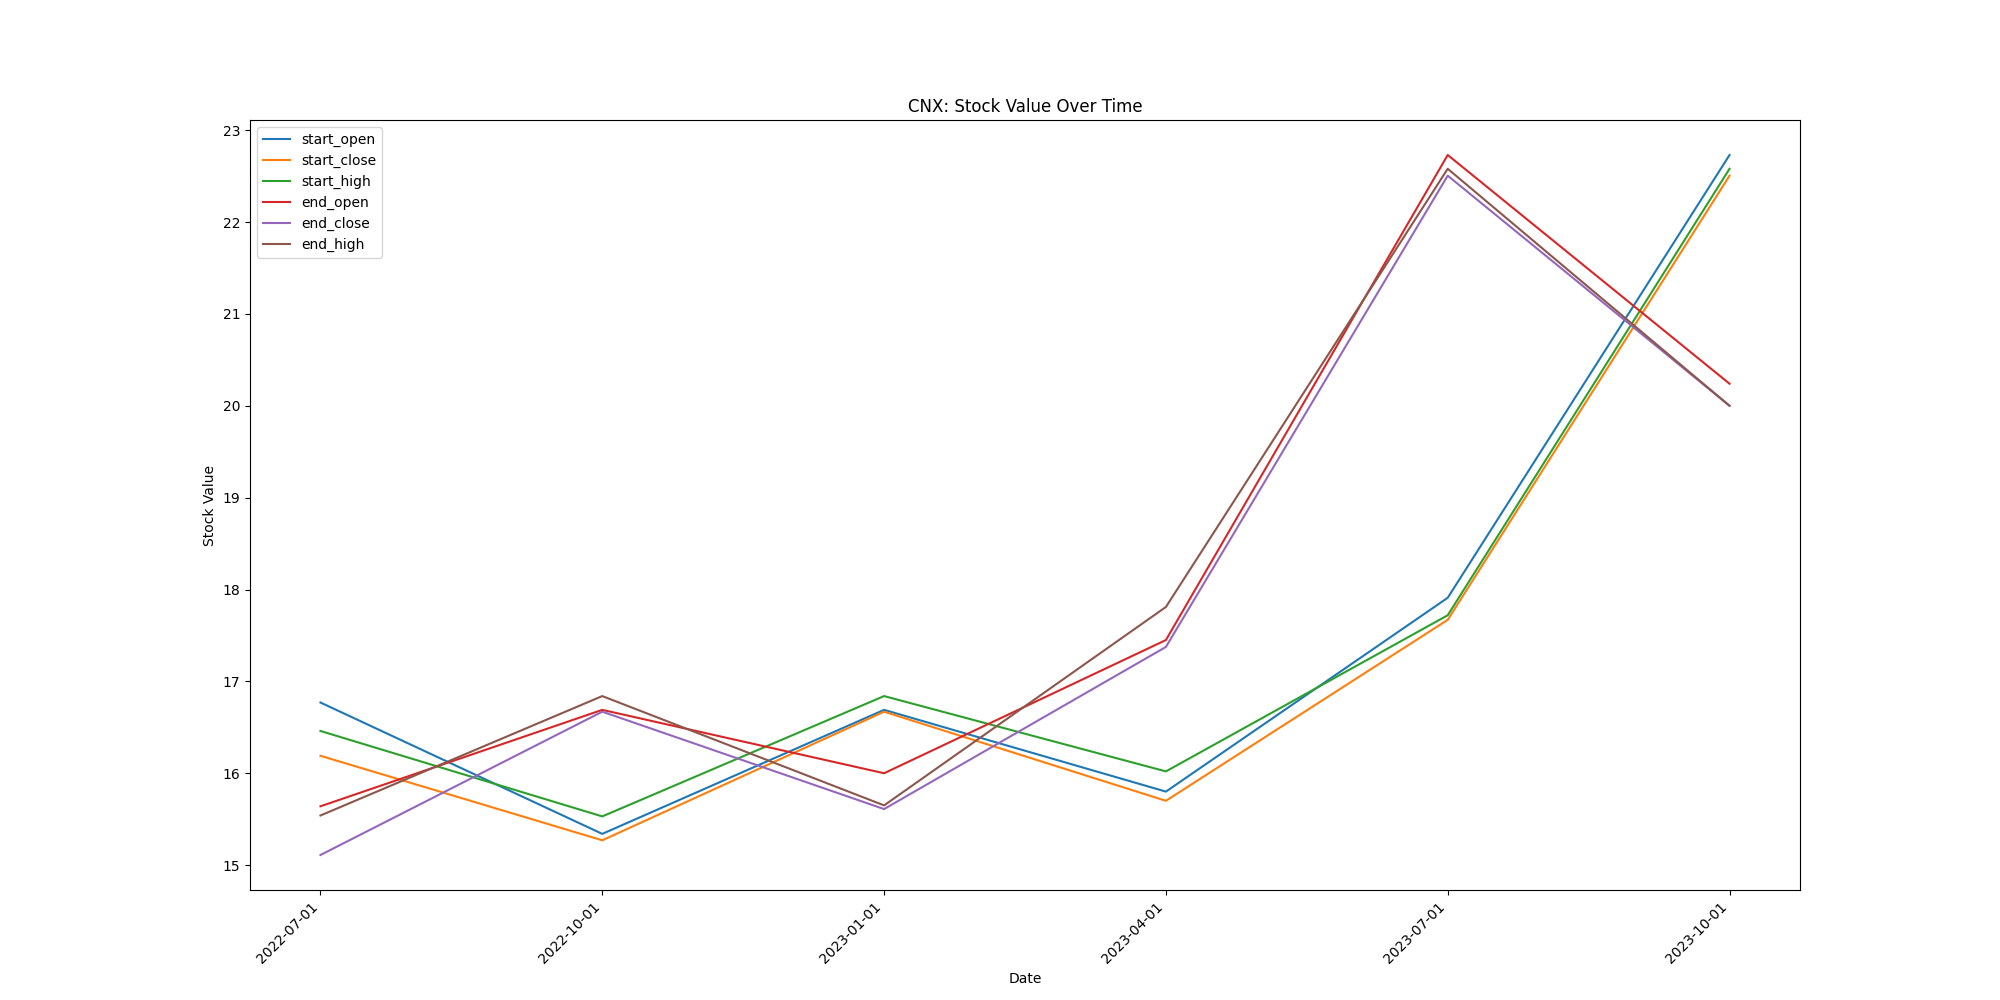 CNX: Stock Value Over Time
start_open
start_close
start_high
end_open
end_close
end_high
Stock Value
23
22
21
20
19
18
17
16
15
2022-07-01
2022-10-01
2023-01-01
2023-04-01
2023-07-01
2023-10-01
Date